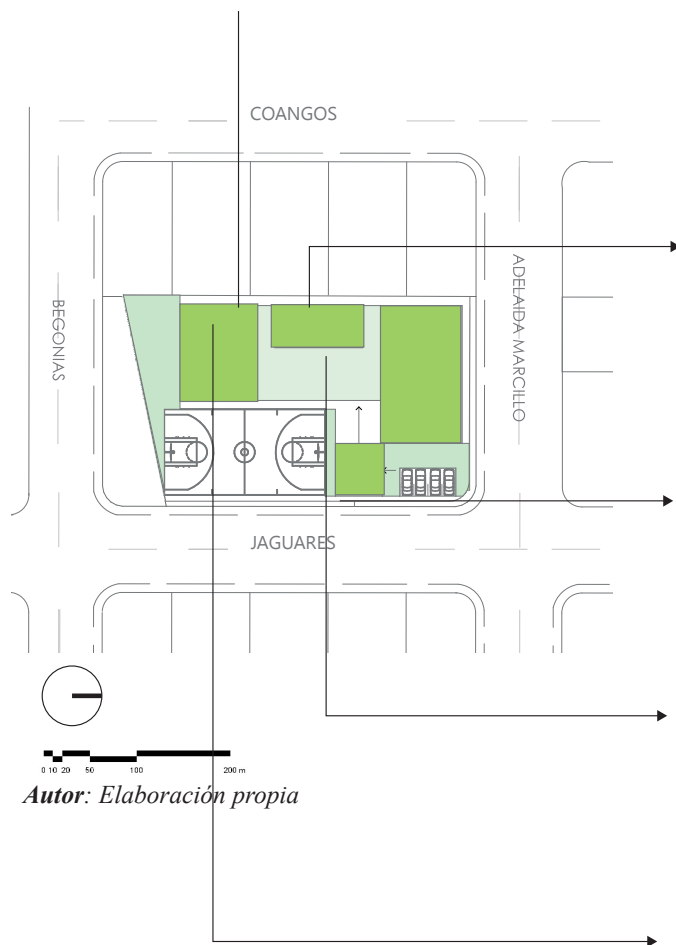 COANGOS
BEGONIAS
ADELAIDA MARCILLO
JAGUARES
0 10 20 50 100 200 m
Autor: Elaboración propia